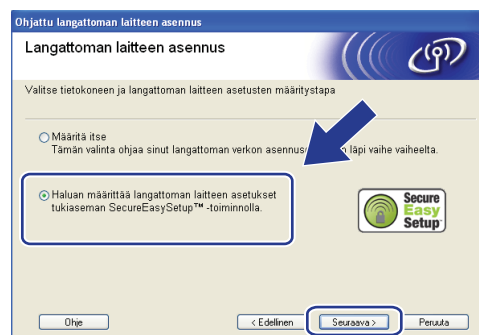 Ohjattu langattoman laitteen asennus
Langattoman laitteen asennus
Valitse tietokoneen ja langattoman laitteen asetusten määritystapa
Määritä itse
Tämän valinta ohjaa sinut langattoman verkon asennus läpi vaihe vaiheelta.
Haluan määrittää langattoman laitteen asetukset
tukiaseman SecureEasySetup™ -toiminnolla.
Secure
Easy
Setup
Ohje
< Edellinen
Seuraava >
Peruuta